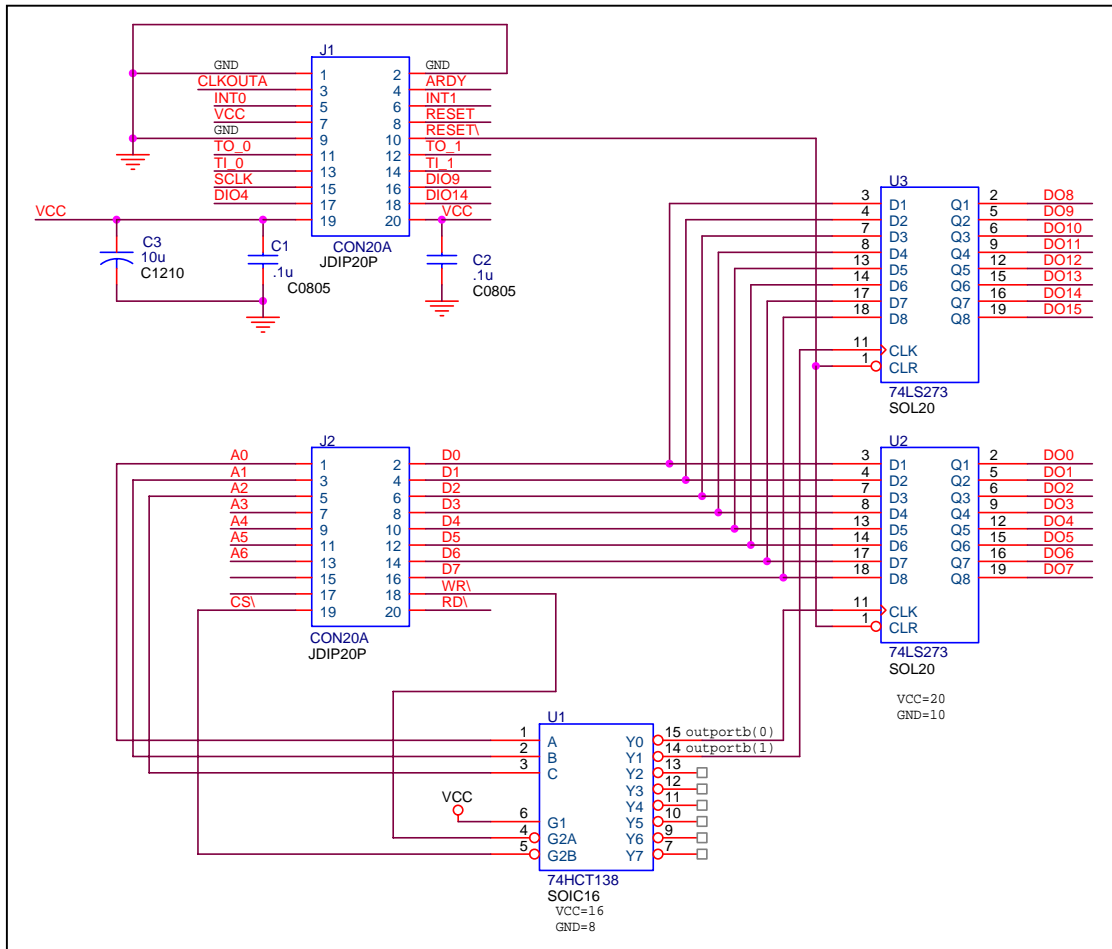 J1
GND 1 2 GND
CLKOUTA 3 4 ARDY
INT0 5 6 INT1
VCC 7 8 RESET
GND 9 10 RESET\
TO_0 11 12 TO_1
TI_0 13 14 TI_1
SCLK 15 16 DIO9
DIO4 17 18 DIO14
VCC 19 20 VCC
CON20A
JDIP20P
C3
10u
C1210
C1
.1u
C0805
C2
.1u
C0805
U3
3 D1 Q1 2 DO8
4 D2 Q2 5 DO9
7 D3 Q3 6 DO10
8 D4 Q4 9 DO11
13 D5 Q5 12 DO12
14 D6 Q6 15 DO13
17 D7 Q7 16 DO14
18 D8 Q8 19 DO15
11 CLK
1 CLR
74LS273
SOL20
J2
A0 1 2 D0
A1 3 4 D1
A2 5 6 D2
A3 7 8 D3
A4 9 10 D4
A5 11 12 D5
A6 13 14 D6
15 16 D7
17 18 WR\
CS\ 19 20 RD\
CON20A
JDIP20P
U2
3 D1 Q1 2 DO0
4 D2 Q2 5 DO1
7 D3 Q3 6 DO2
8 D4 Q4 9 DO3
13 D5 Q5 12 DO4
14 D6 Q6 15 DO5
17 D7 Q7 16 DO6
18 D8 Q8 19 DO7
11 CLK
1 CLR
74LS273
SOL20
VCC=20
GND=10
U1
1 A Y0 15 outportb(0)
2 B Y1 14 outportb(1)
3 C Y2 13
Y3 12
Y4 11
VCC
6 G1 Y5 10
4 G2A Y6 9
5 G2B Y7 7
74HCT138
SOIC16
VCC=16
GND=8